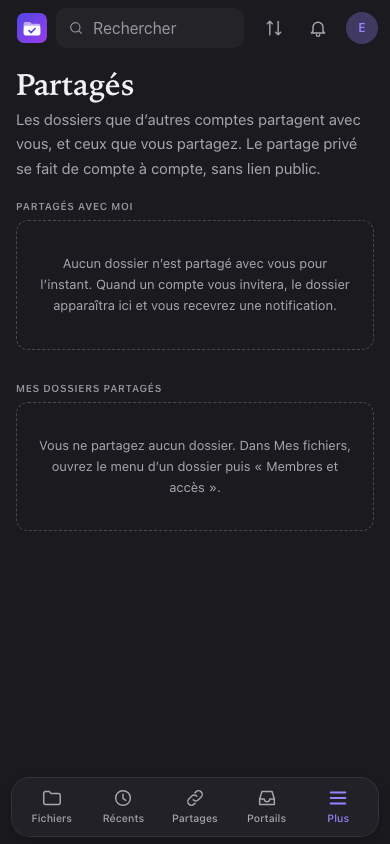 Rechercher
E
Partagés
Les dossiers que d’autres comptes partagent avec
vous, et ceux que vous partagez. Le partage privé
se fait de compte à compte, sans lien public.
PARTAGÉS AVEC MOI
Aucun dossier n’est partagé avec vous pour
l’instant. Quand un compte vous invitera, le dossier
apparaîtra ici et vous recevrez une notification.
MES DOSSIERS PARTAGÉS
Vous ne partagez aucun dossier. Dans Mes fichiers,
ouvrez le menu d’un dossier puis « Membres et
accès ».
Fichiers
Récents
Partages
Portails
Plus